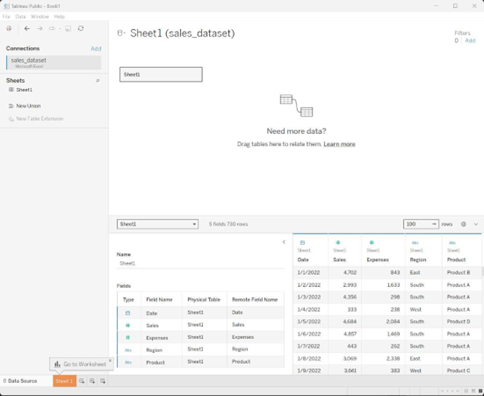 Tableau Public - Book1
File Data Window Help
Connections Add
sales_dataset
Microsoft Excel
Sheets
Sheet1
New Union
New Table Extension
Sheet1 (sales_dataset)
Filters
0 | Add
Sheet1
Need more data?
Drag tables here to relate them. Learn more
Sheet1 5 fields 730 rows 100 rows
Name
Sheet1
Fields
Type Field Name Physical Table Remote Field Name
Date Sheet1 Date
Sales Sheet1 Sales
Expenses Sheet1 Expenses
Abc Region Sheet1 Region
Abc Product Sheet1 Product
Sheet1 Sheet1 Sheet1 Sheet1 Sheet1
Date Sales Expenses Region Product
1/1/2022 4,702 843 East Product B
1/2/2022 2,993 1,633 South Product A
1/3/2022 4,356 298 South Product A
1/4/2022 333 238 West Product A
1/5/2022 4,684 2,084 South Product D
1/6/2022 4,857 1,469 South Product A
1/7/2022 443 252 South Product A
1/8/2022 3,069 2,338 East Product A
1/9/2022 3,661 383 West Product C
Go to Worksheet
Data Source Sheet 1